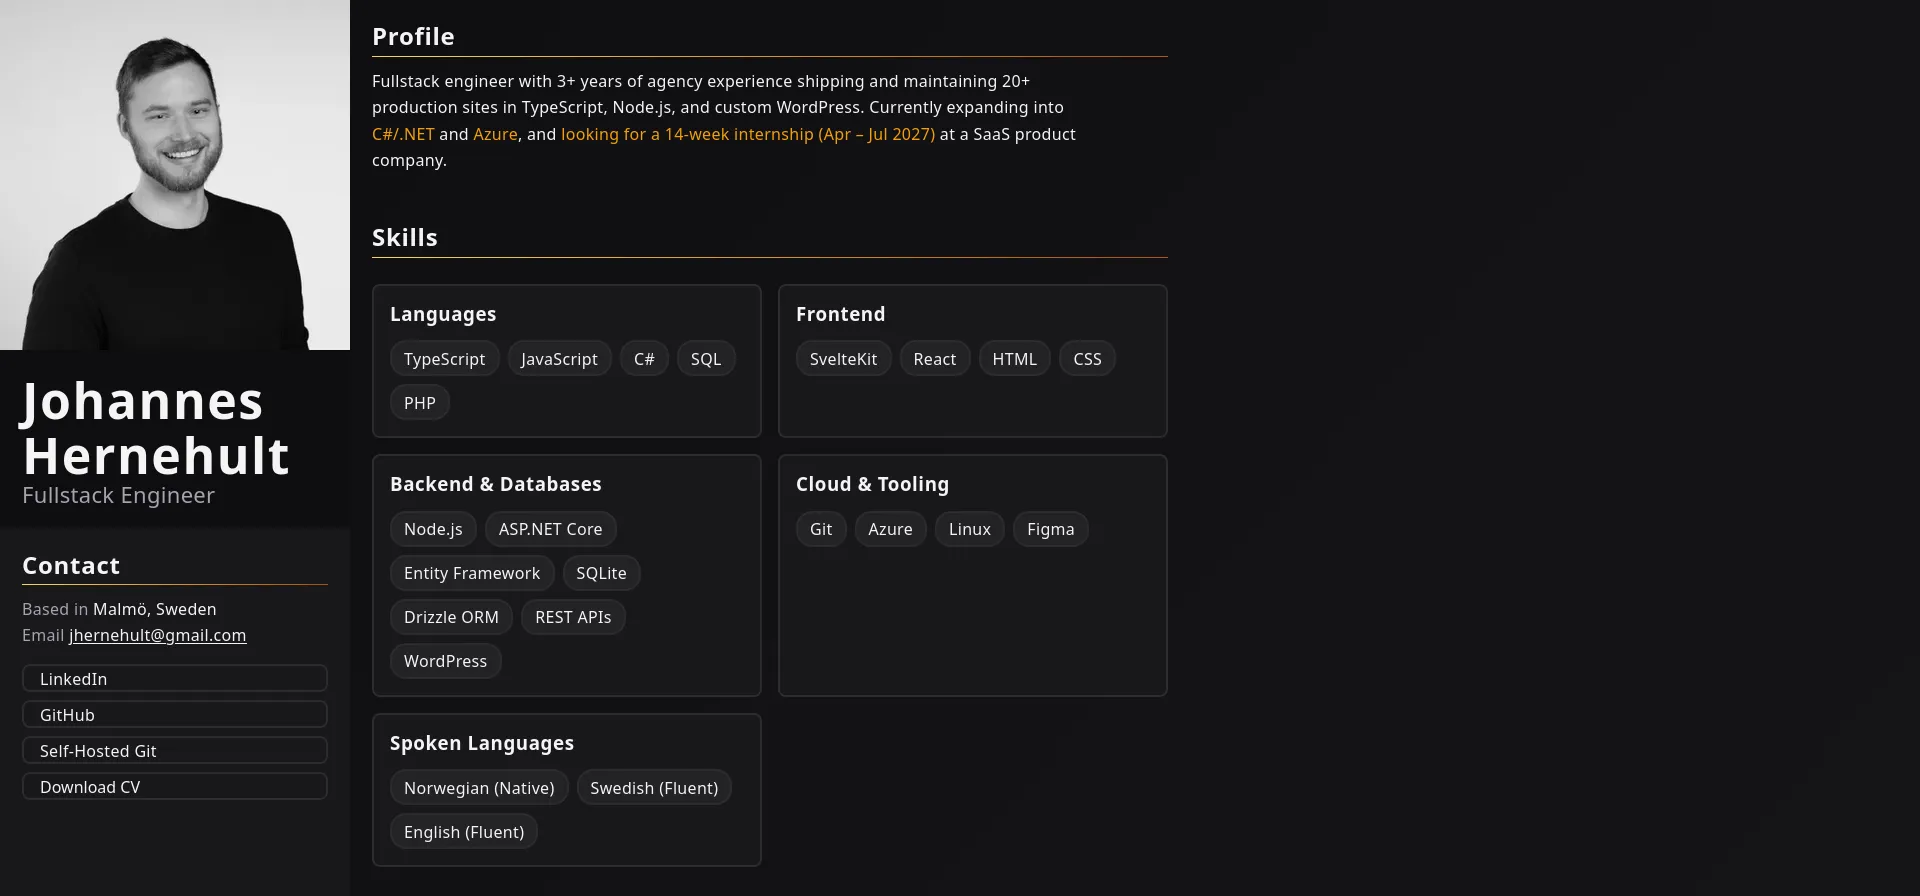 Johannes
Hernehult
Fullstack Engineer
Contact
Based in Malmö, Sweden
Email jhernehult@gmail.com
LinkedIn
GitHub
Self-Hosted Git
Download CV
Profile
Fullstack engineer with 3+ years of agency experience shipping and maintaining 20+
production sites in TypeScript, Node.js, and custom WordPress. Currently expanding into
C#/.NET and Azure, and looking for a 14-week internship (Apr – Jul 2027) at a SaaS product
company.
Skills
Languages
TypeScript JavaScript C# SQL
PHP
Frontend
SvelteKit React HTML CSS
Backend & Databases
Node.js ASP.NET Core
Entity Framework SQLite
Drizzle ORM REST APIs
WordPress
Cloud & Tooling
Git Azure Linux Figma
Spoken Languages
Norwegian (Native) Swedish (Fluent)
English (Fluent)